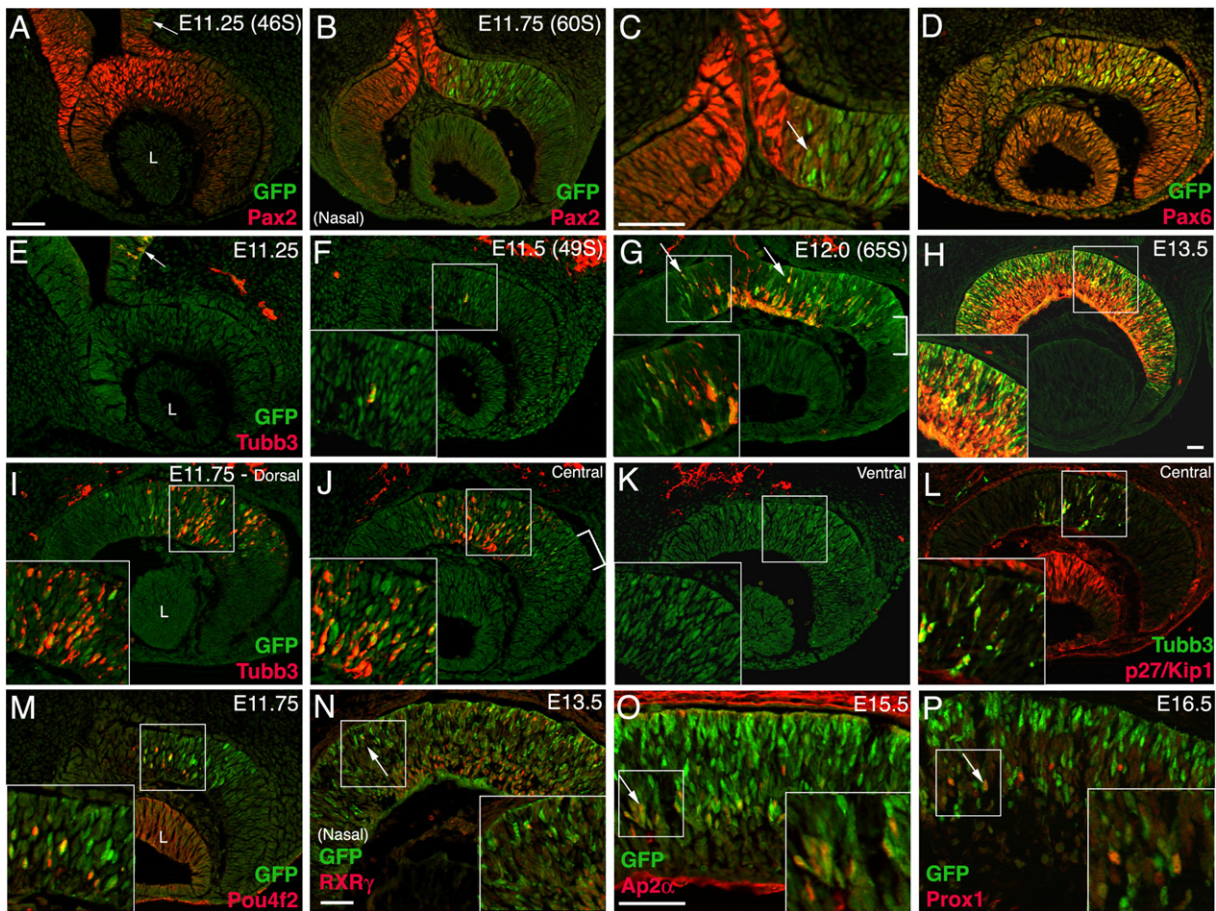 A
E11.25 (46S)
L
GFP
Pax2
B
E11.75 (60S)
(Nasal)
GFP
Pax2
C
D
GFP
Pax6
E
E11.25
L
GFP
Tubb3
F
E11.5 (49S)
G
E12.0 (65S)
H
E13.5
I
E11.75 - Dorsal
L
GFP
Tubb3
J
Central
K
Ventral
L
Central
Tubb3
p27/Kip1
M
E11.75
L
GFP
Pou4f2
N
E13.5
(Nasal)
GFP
RXRγ
O
E15.5
GFP
Ap2α
P
E16.5
GFP
Prox1